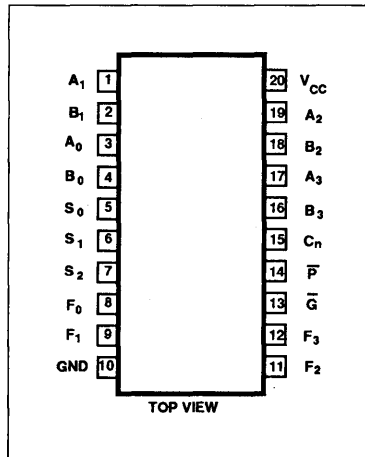 A₁ 1 20 V_CC
B₁ 2 19 A₂
A₀ 3 18 B₂
B₀ 4 17 A₃
S₀ 5 16 B₃
S₁ 6 15 Cₙ
S₂ 7 14 P̅
F₀ 8 13 G̅
F₁ 9 12 F₃
GND 10 11 F₂
TOP VIEW